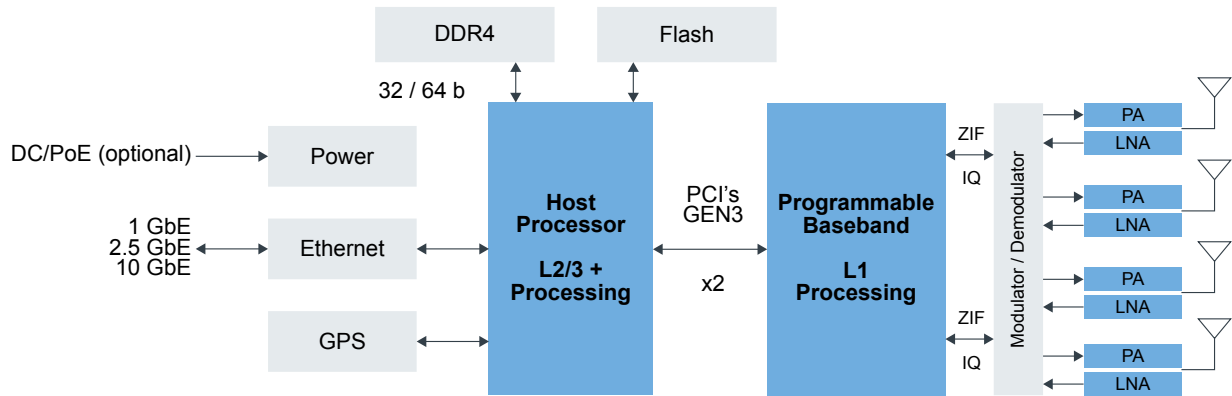 DDR4
Flash
32 / 64 b
DC/PoE (optional)
Power
1 GbE
2.5 GbE
10 GbE
Ethernet
GPS
Host
Processor
L2/3 +
Processing
PCI's
GEN3
x2
Programmable
Baseband
L1
Processing
ZIF
IQ
ZIF
IQ
Modulator / Demodulator
PA
LNA
PA
LNA
PA
LNA
PA
LNA